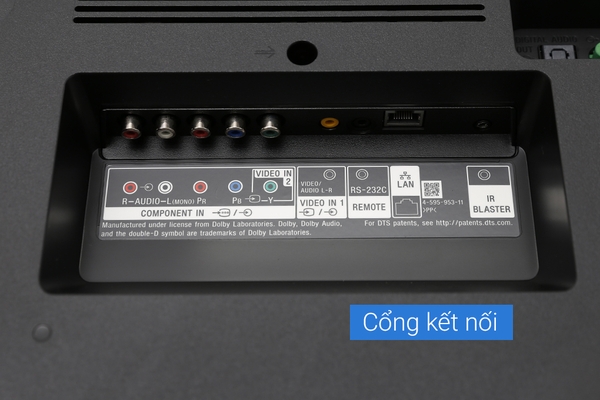 VIDEO IN
2
R-AUDIO-L(MONO) PR PB Y
COMPONENT IN
VIDEO/
AUDIO L-R
VIDEO IN 1
RS-232C
REMOTE
LAN
4-595-953-11
>PP<
IR
BLASTER
Manufactured under license from Dolby Laboratories. Dolby, Dolby Audio,
and the double-D symbol are trademarks of Dolby Laboratories.
For DTS patents, see http://patents.dts.com.
Cổng kết nối